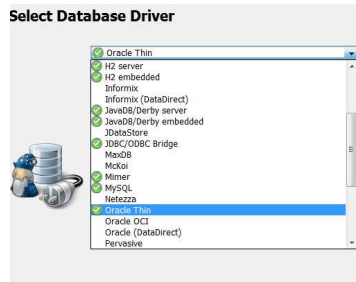 Select Database Driver
Oracle Thin
H2 server
H2 embedded
Informix
Informix (DataDirect)
JavaDB/Derby server
JavaDB/Derby embedded
JDataStore
JDBC/ODBC Bridge
MaxDB
McKoi
Mimer
MySQL
Netezza
Oracle Thin
Oracle OCI
Oracle (DataDirect)
Pervasive